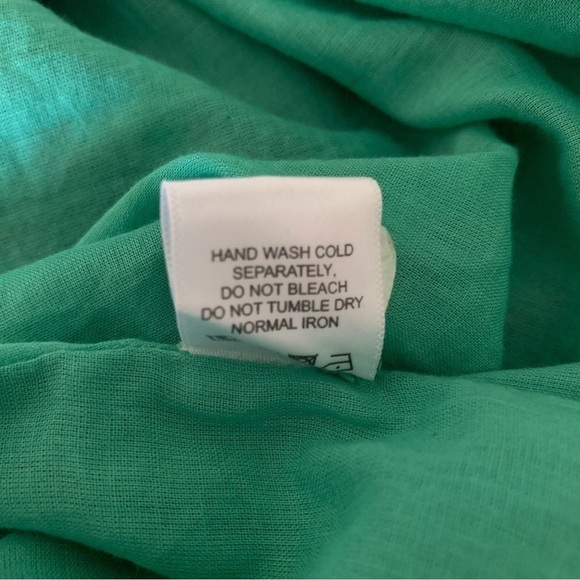 HAND WASH COLD
SEPARATELY,
DO NOT BLEACH
DO NOT TUMBLE DRY
NORMAL IRON